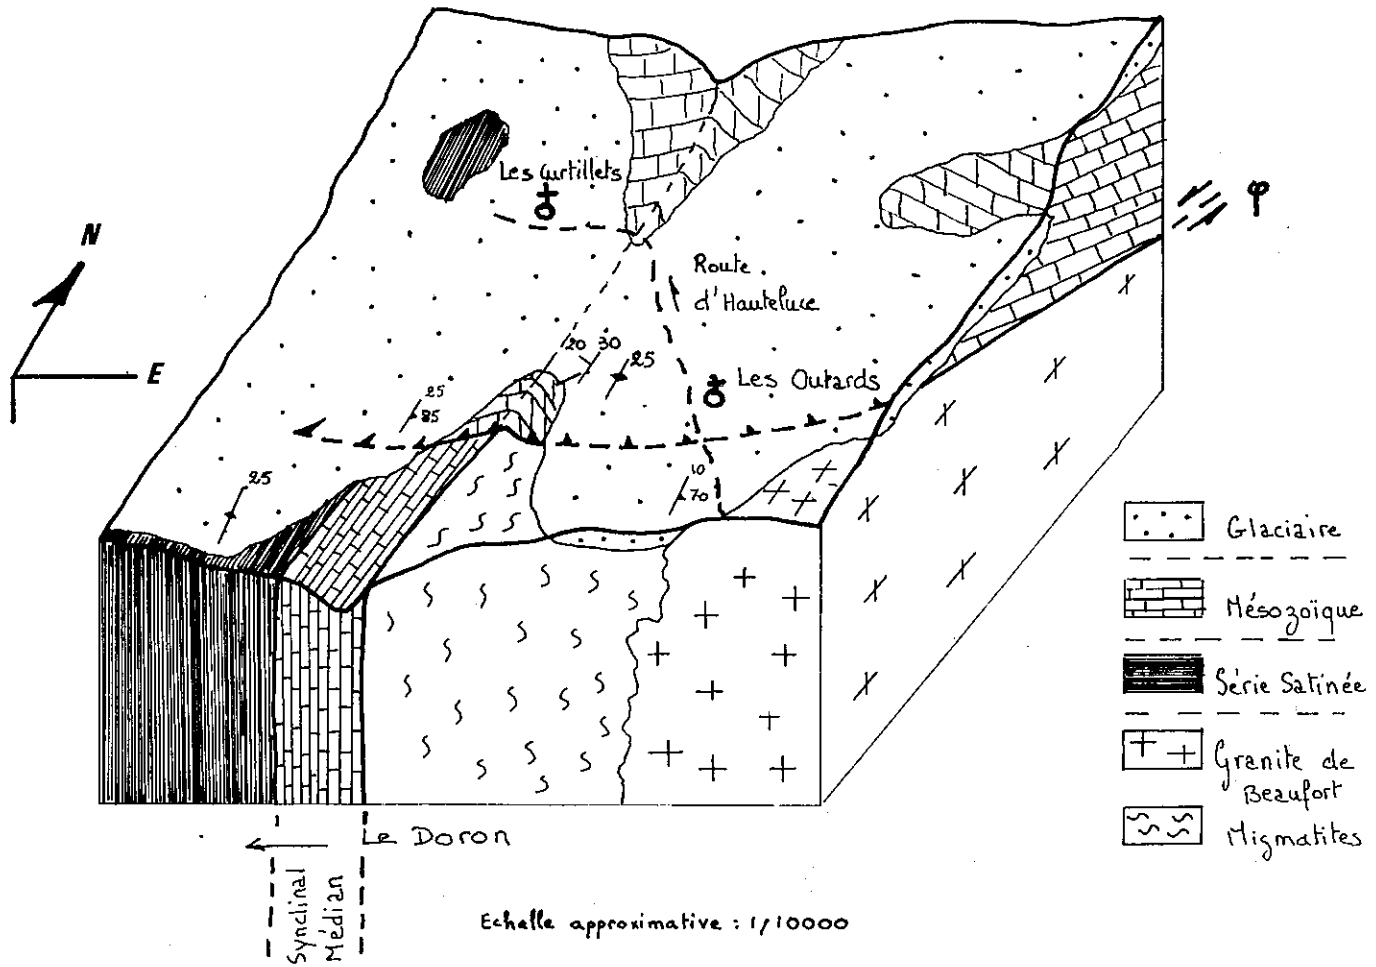 Les Curtillets
φ
N
E
Route
d'Hauteluce
20 30
25
Les Outards
25
85
25
10
70
Glaciaire
Mésozoïque
Série Satinée
Granite de
Beaufort
Migmatites
Le Doron
Synclinal
Médian
Echelle approximative : 1/10000